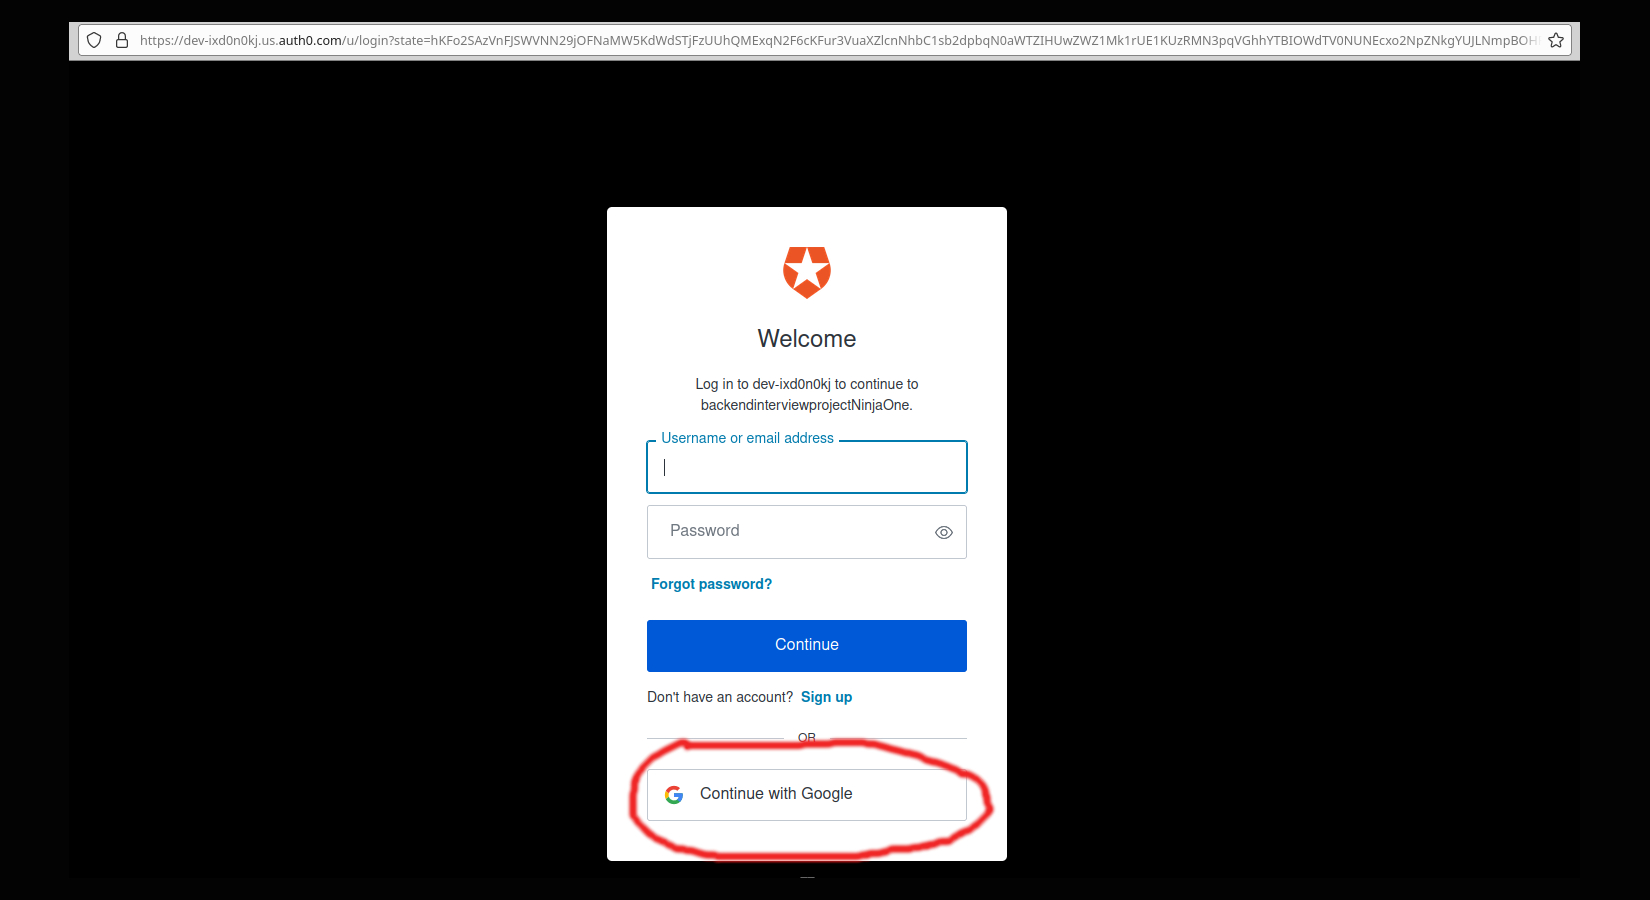 https://dev-ixd0n0kj.us.auth0.com/u/login?state=hKFo2SAzVnFJSWVNN29jOFNaMW5KdWdSTjFzUUhQMExqN2F6cKFur3VuaXZlcnNhbC1sb2dpbqN0aWTZIHUwZWZ1Mk1rUE1KUzRMN3pqVGhhYTBIOWdTV0NUNEcxo2NpZNkgYUJLNmpBOH
Welcome
Log in to dev-ixd0n0kj to continue to
backendinterviewprojectNinjaOne.
Username or email address
Password
Forgot password?
Continue
Don't have an account? Sign up
OR
Continue with Google